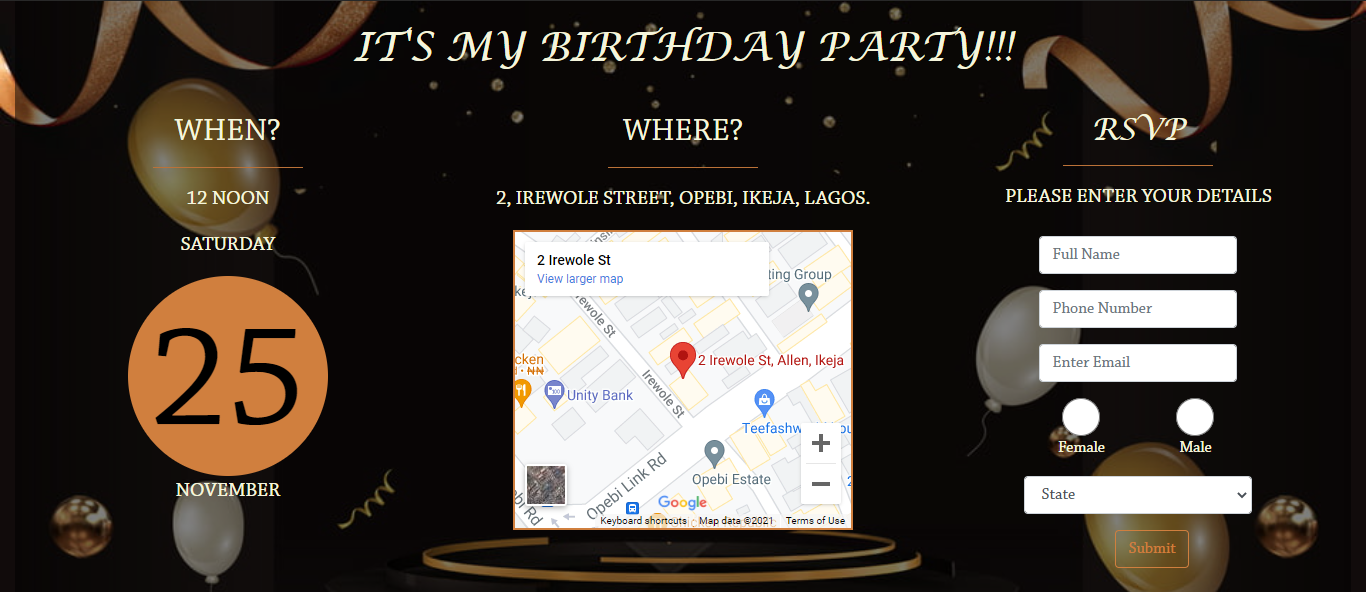 IT'S MY BIRTHDAY PARTY!!!
WHEN?
12 NOON
SATURDAY
25
NOVEMBER
WHERE?
2, IREWOLE STREET, OPEBI, IKEJA, LAGOS.
2 Irewole St
View larger map
ting Group
Irewole St
2 Irewole St, Allen, Ikeja
cken
Unity Bank
Irewole St
Teefashw
Opebi Estate
Opebi Link Rd
Google
Keyboard shortcuts
Map data ©2021
Terms of Use
RSVP
PLEASE ENTER YOUR DETAILS
Full Name
Phone Number
Enter Email
Female
Male
State
Submit